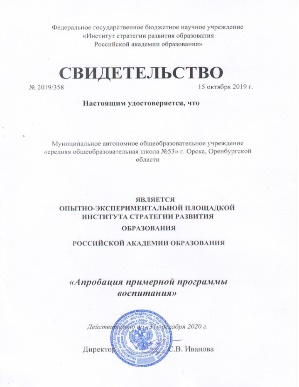 Федеральное государственное бюджетное научное учреждение
«Институт стратегии развития образования
Российской академии образования»
СВИДЕТЕЛЬСТВО
№ 2019/358 15 октября 2019 г.
Настоящим удостоверяется, что
Муниципальное автономное общеобразовательное учреждение
«средняя общеобразовательная школа №53» г. Орска, Оренбургской
области
ЯВЛЯЕТСЯ
ОПЫТНО-ЭКСПЕРИМЕНТАЛЬНОЙ ПЛОЩАДКОЙ
ИНСТИТУТА СТРАТЕГИИ РАЗВИТИЯ
ОБРАЗОВАНИЯ
РОССИЙСКОЙ АКАДЕМИИ ОБРАЗОВАНИЯ
«Апробация примерной программы
воспитания»
Действительно до 31 декабря 2020 г.
Директор С.В. Иванова